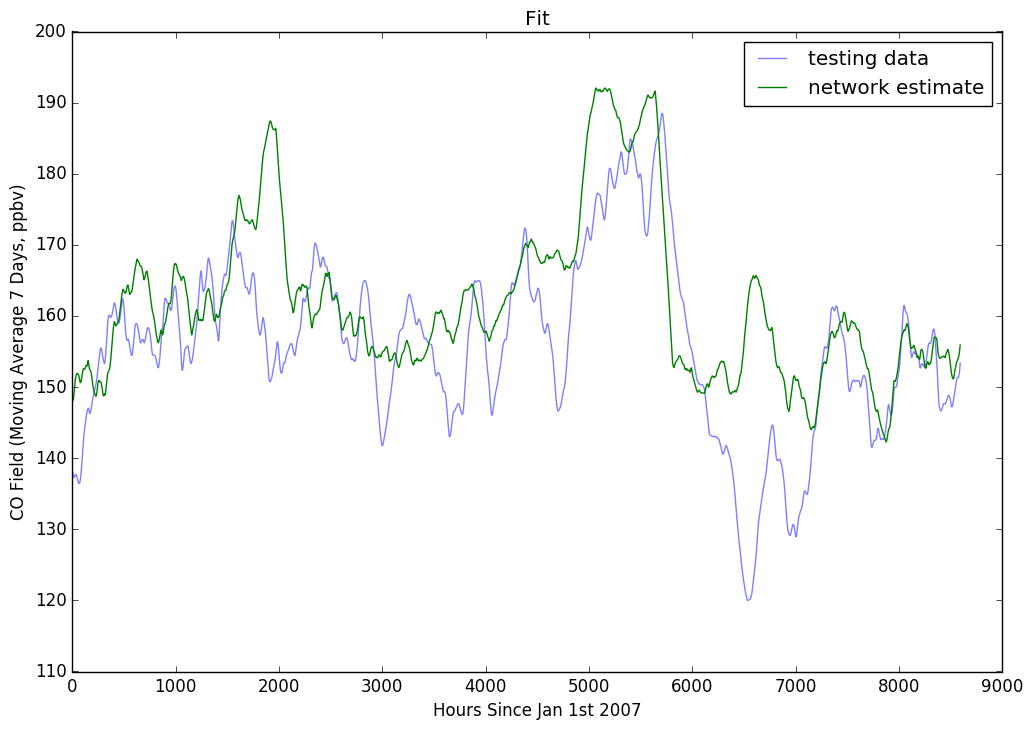 Fit
testing data
network estimate
CO Field (Moving Average 7 Days, ppbv)
200
190
180
170
160
150
140
130
120
110
0 1000 2000 3000 4000 5000 6000 7000 8000 9000
Hours Since Jan 1st 2007